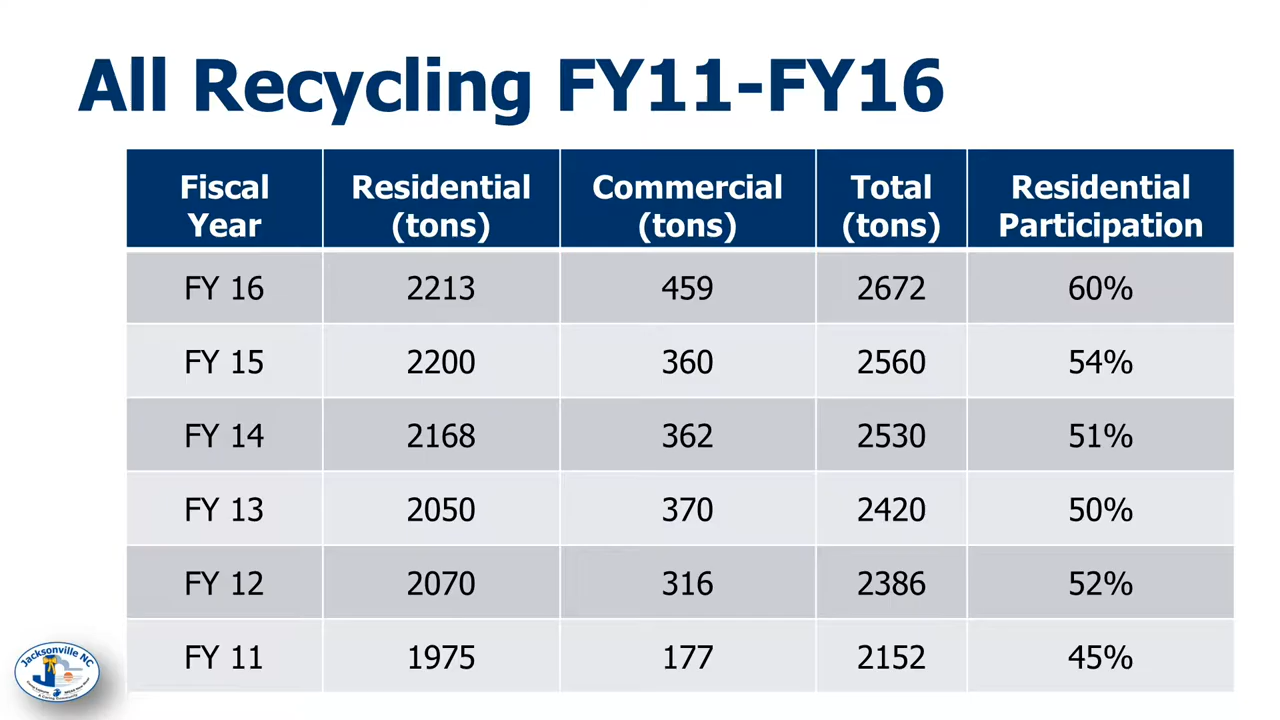 All Recycling FY11-FY16
Fiscal Year Residential (tons) Commercial (tons) Total (tons) Residential Participation
FY 16 2213 459 2672 60%
FY 15 2200 360 2560 54%
FY 14 2168 362 2530 51%
FY 13 2050 370 2420 50%
FY 12 2070 316 2386 52%
FY 11 1975 177 2152 45%
Jacksonville NC
A Caring Community